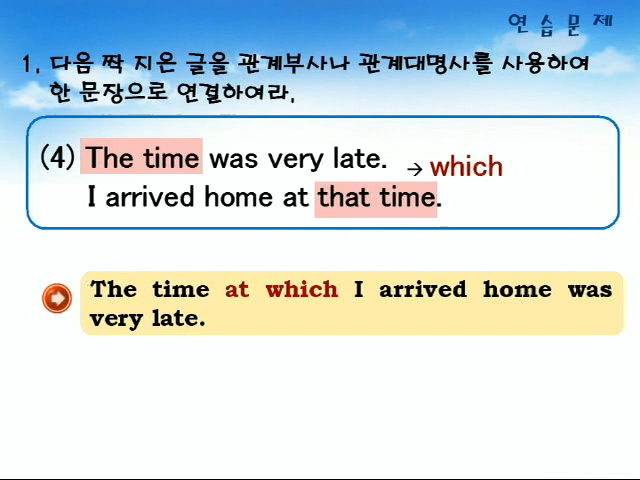 연습문제
1. 다음 짝 지은 글을 관계부사나 관계대명사를 사용하여
한 문장으로 연결하여라.
(4) The time was very late. → which
I arrived home at that time.
The time at which I arrived home was
very late.